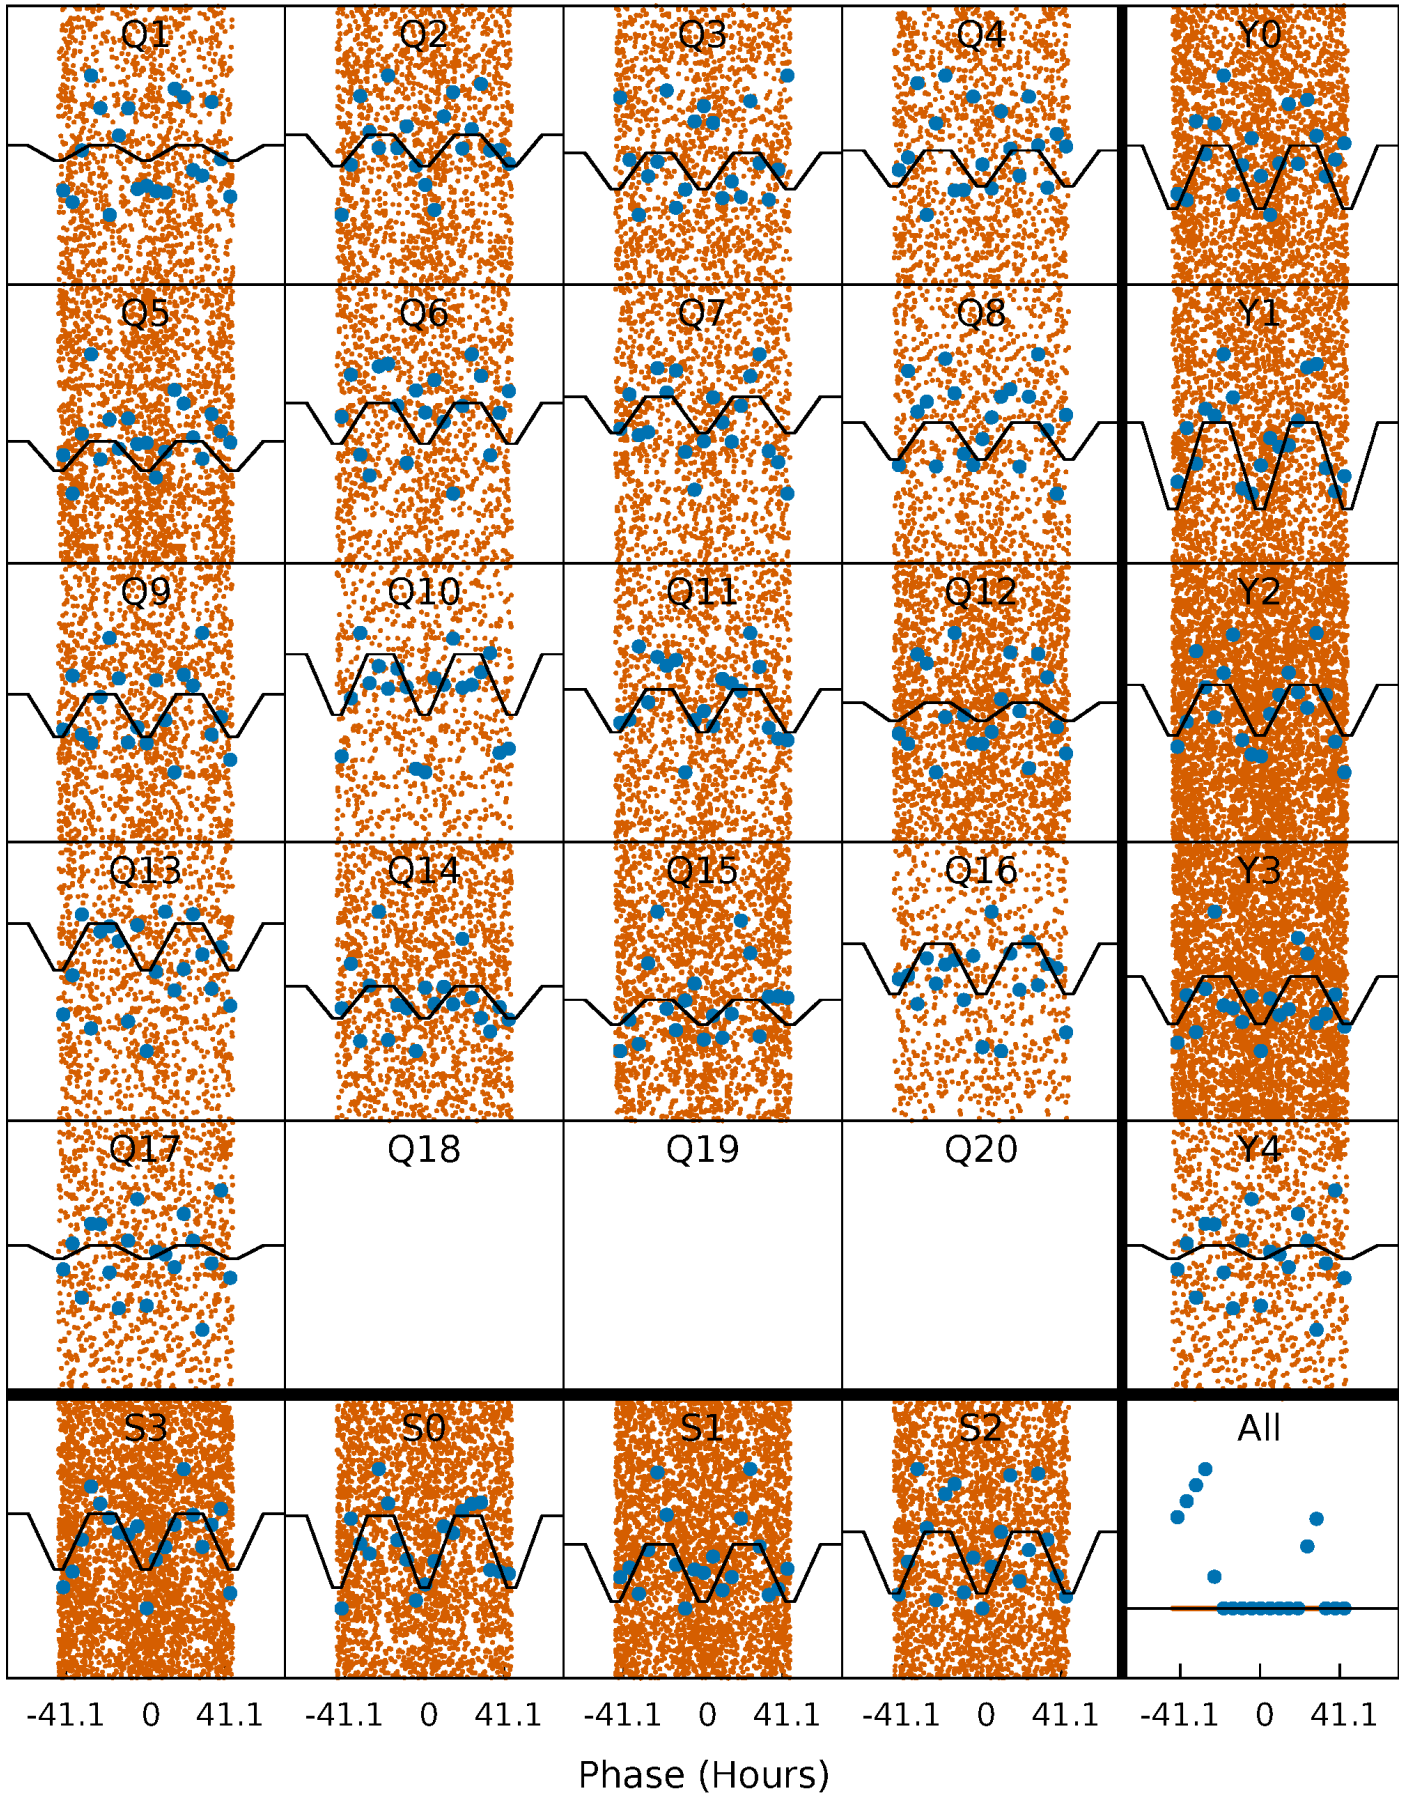 Q1 Q2 Q3 Q4 Y0
Q5 Q6 Q7 Q8 Y1
Q9 Q10 Q11 Q12 Y2
Q13 Q14 Q15 Q16 Y3
Q17 Q18 Q19 Q20 Y4
S3 S0 S1 S2 All
-41.1 0 41.1 -41.1 0 41.1 -41.1 0 41.1 -41.1 0 41.1 -41.1 0 41.1
Phase (Hours)